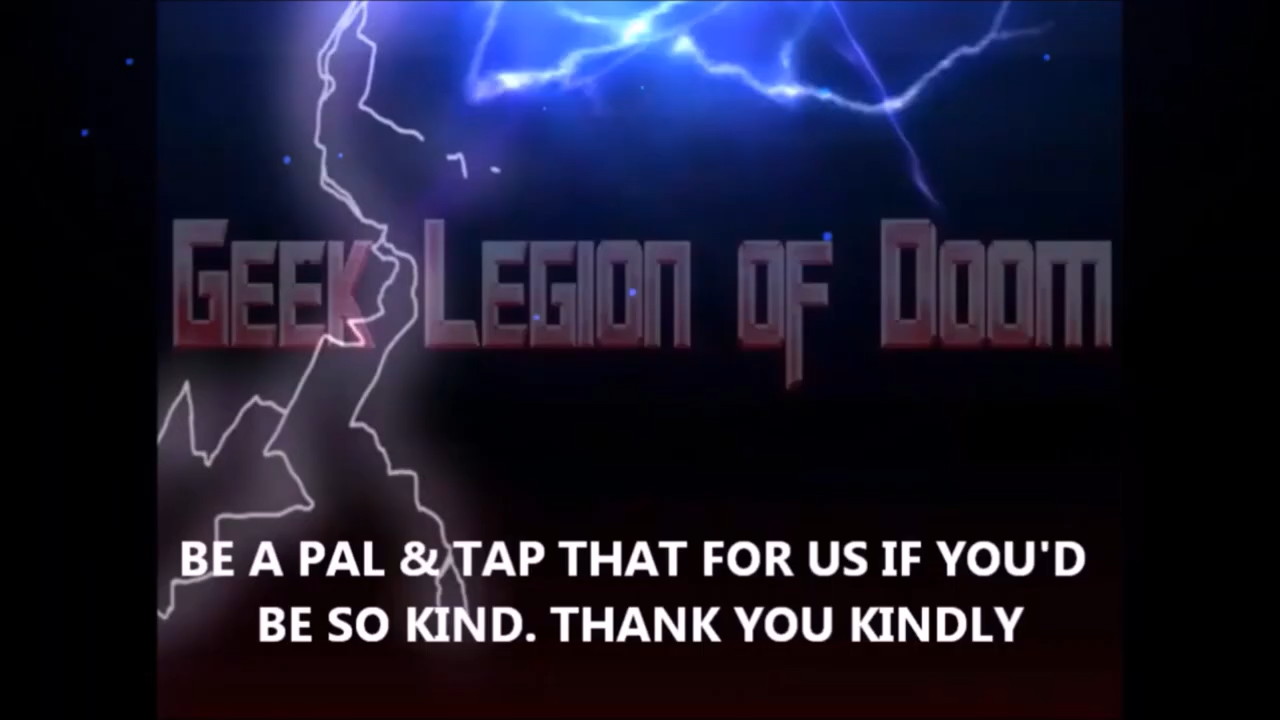 Geek Legion of Doom
BE A PAL & TAP THAT FOR US IF YOU'D
BE SO KIND. THANK YOU KINDLY